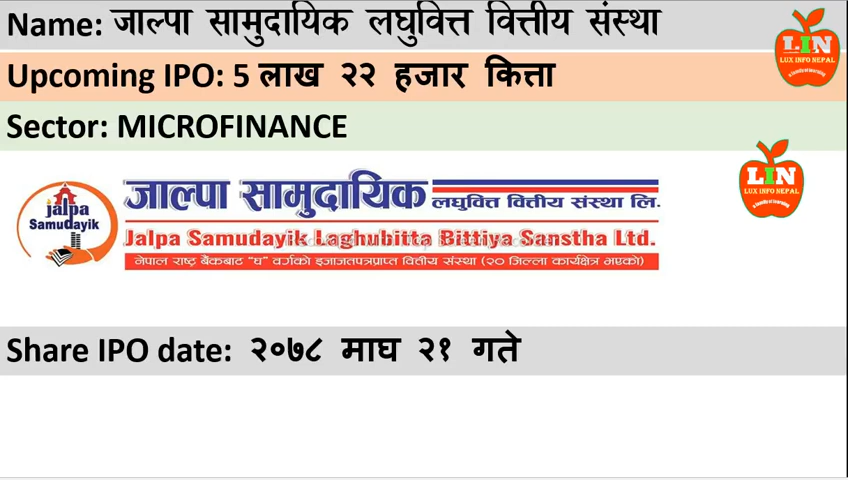 Name: जाल्पा सामुदायिक लघुवित्त वित्तीय संस्था
LIN
LUX INFO NEPAL
Upcoming IPO: 5 लाख २२ हजार कित्ता
Sector: MICROFINANCE
LIN
LUX INFO NEPAL
jalpa
Samudayik
जाल्पा सामुदायिक लघुवित्त वित्तीय संस्था लि.
Jalpa Samudayik Laghubitta Bittiya Sanstha Ltd.
नेपाल राष्ट्र बैंकबाट "घ" वर्गको इजाजतपत्रप्राप्त वित्तीय संस्था (२० जिल्ला कार्यक्षेत्र भएको)
Share IPO date: २०७८ माघ २१ गते